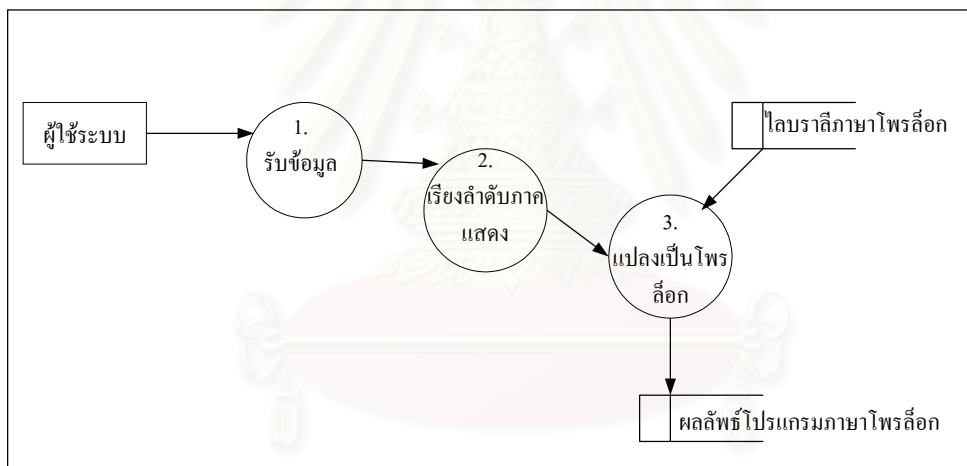 ผู้ใช้ระบบ
1.
รับข้อมูล
2.
เรียงลำดับภาค
แสดง
ไลบราลีภาษาโพรล็อก
3.
แปลงเป็นโพร
ล็อก
ผลลัพธ์โปรแกรมภาษาโพรล็อก